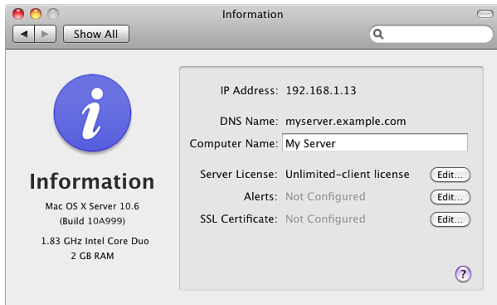 Information
Show All
Information
Mac OS X Server 10.6
(Build 10A999)
1.83 GHz Intel Core Duo
2 GB RAM
IP Address: 192.168.1.13
DNS Name: myserver.example.com
Computer Name: My Server
Server License: Unlimited-client license Edit...
Alerts: Not Configured Edit...
SSL Certificate: Not Configured Edit...
?